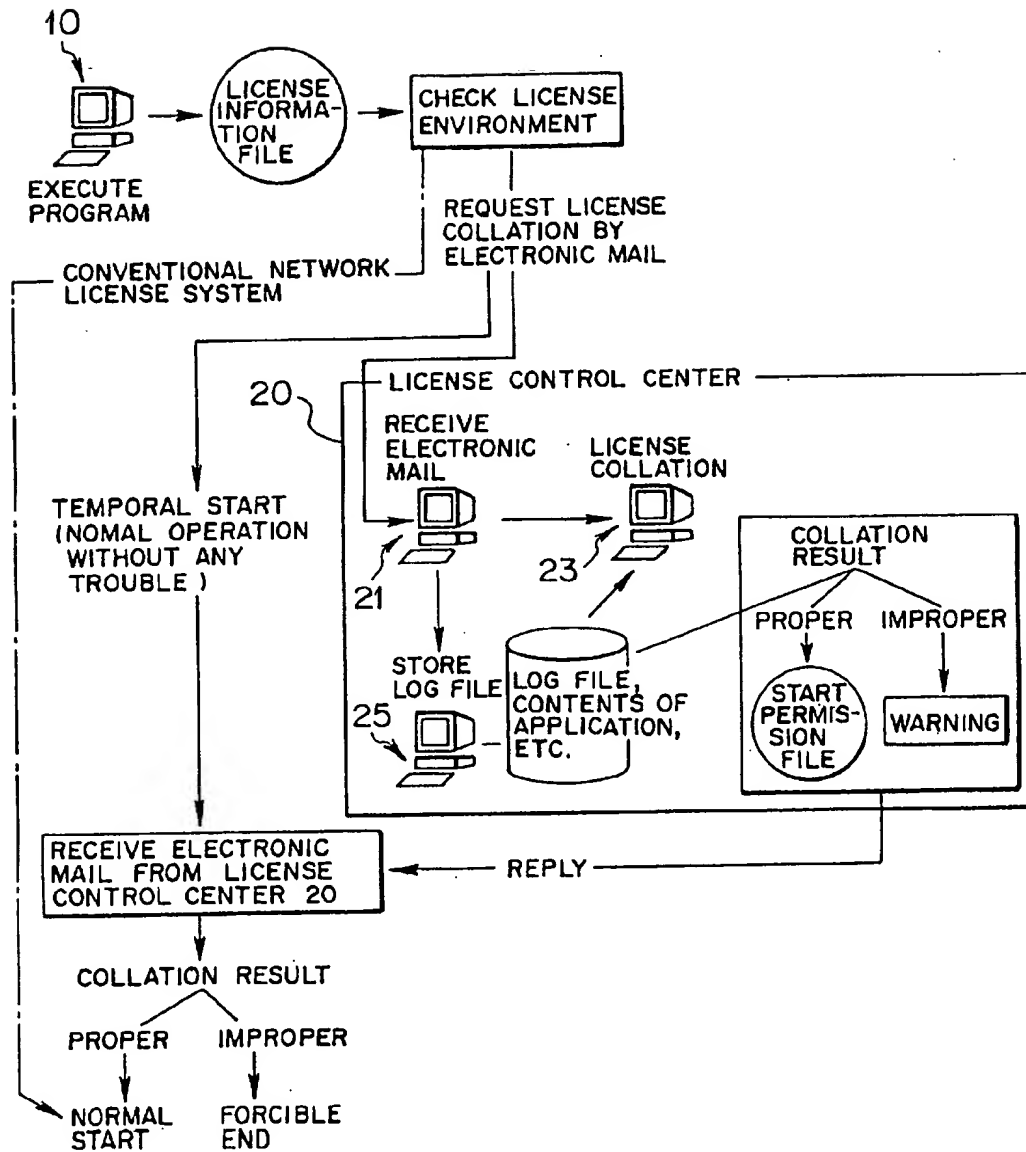 10
LICENSE
INFORMA-
TION
FILE
CHECK LICENSE
ENVIRONMENT
EXECUTE
PROGRAM
REQUEST LICENSE
COLLATION BY
ELECTRONIC MAIL
CONVENTIONAL NETWORK
LICENSE SYSTEM
LICENSE CONTROL CENTER
20
RECEIVE
ELECTRONIC
MAIL
LICENSE
COLLATION
21
23
TEMPORAL START
(NOMAL OPERATION
WITHOUT ANY
TROUBLE)
STORE
LOG FILE
25
LOG FILE,
CONTENTS OF
APPLICATION,
ETC.
COLLATION
RESULT
PROPER
IMPROPER
START
PERMIS-
SION
FILE
WARNING
RECEIVE ELECTRONIC
MAIL FROM LICENSE
CONTROL CENTER 20
REPLY
COLLATION RESULT
PROPER
IMPROPER
NORMAL
START
FORCIBLE
END